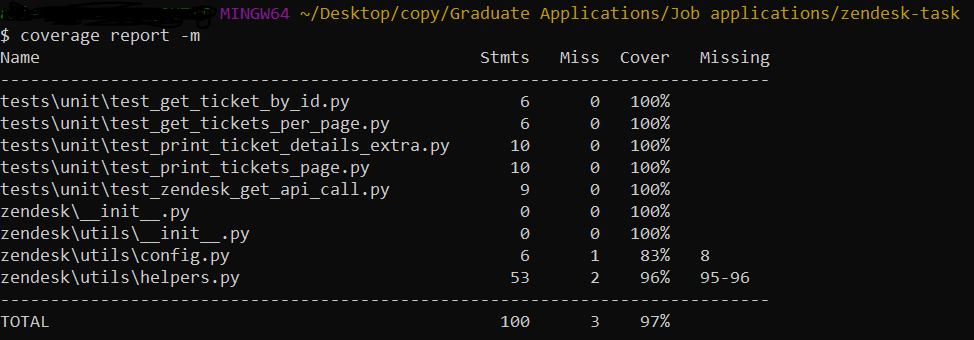 MINGW64 ~/Desktop/copy/Graduate Applications/Job applications/zendesk-task
$ coverage report -m
Name Stmts Miss Cover Missing
-----------------------------------------------------------------------------
tests\unit\test_get_ticket_by_id.py 6 0 100%
tests\unit\test_get_tickets_per_page.py 6 0 100%
tests\unit\test_print_ticket_details_extra.py 10 0 100%
tests\unit\test_print_tickets_page.py 10 0 100%
tests\unit\test_zendesk_get_api_call.py 9 0 100%
zendesk\__init__.py 0 0 100%
zendesk\utils\__init__.py 0 0 100%
zendesk\utils\config.py 6 1 83% 8
zendesk\utils\helpers.py 53 2 96% 95-96
-----------------------------------------------------------------------------
TOTAL 100 3 97%